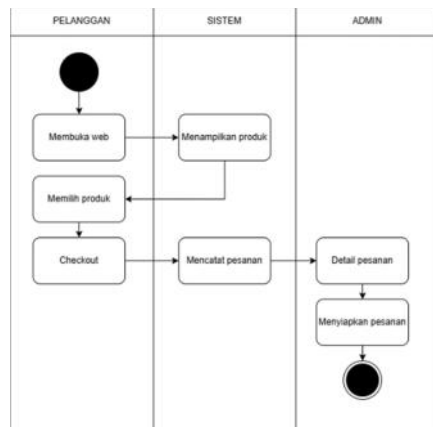 PELANGGAN
SISTEM
ADMIN
Membuka web
Menampilkan produk
Memilih produk
Checkout
Mencatat pesanan
Detail pesanan
Menyiapkan pesanan